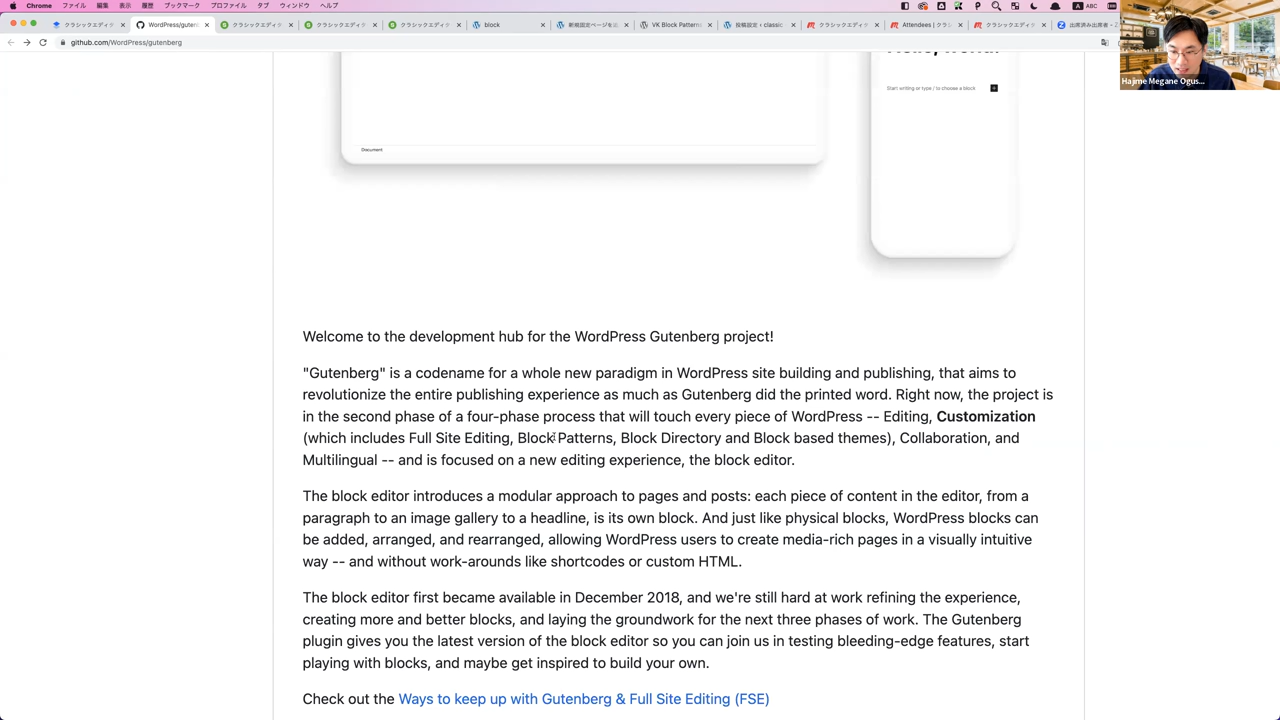 Chrome ファイル 編集 表示 履歴 ブックマーク プロファイル タブ ウィンドウ ヘルプ
A ABC
クラシックエディタ × WordPress/guten × クラシックエディタ × クラシックエディタ × クラシックエディタ × block × 新規固定ページを追 × VK Block Patterns × 投稿設定 ‹ classic × クラシックエディタ × Attendees | クラシ × クラシックエディタ × 出席済み出席者 - Z
github.com/WordPress/gutenberg
Hajime Megane Ogus...
Start writing or type / to choose a block
Document
Welcome to the development hub for the WordPress Gutenberg project!
"Gutenberg" is a codename for a whole new paradigm in WordPress site building and publishing, that aims to
revolutionize the entire publishing experience as much as Gutenberg did the printed word. Right now, the project is
in the second phase of a four-phase process that will touch every piece of WordPress -- Editing, Customization
(which includes Full Site Editing, Block Patterns, Block Directory and Block based themes), Collaboration, and
Multilingual -- and is focused on a new editing experience, the block editor.
The block editor introduces a modular approach to pages and posts: each piece of content in the editor, from a
paragraph to an image gallery to a headline, is its own block. And just like physical blocks, WordPress blocks can
be added, arranged, and rearranged, allowing WordPress users to create media-rich pages in a visually intuitive
way -- and without work-arounds like shortcodes or custom HTML.
The block editor first became available in December 2018, and we're still hard at work refining the experience,
creating more and better blocks, and laying the groundwork for the next three phases of work. The Gutenberg
plugin gives you the latest version of the block editor so you can join us in testing bleeding-edge features, start
playing with blocks, and maybe get inspired to build your own.
Check out the Ways to keep up with Gutenberg & Full Site Editing (FSE)